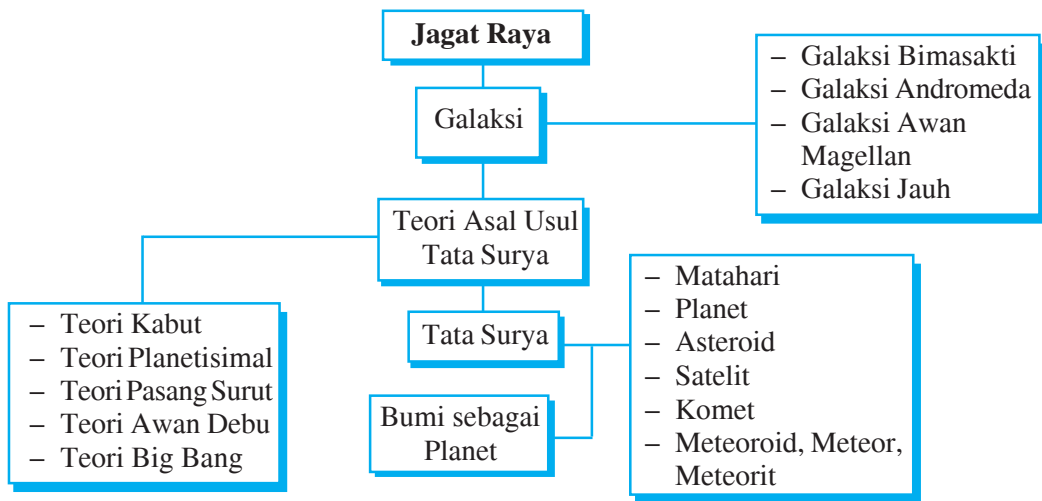 Jagat Raya
Galaksi
– Galaksi Bimasakti
– Galaksi Andromeda
– Galaksi Awan
Magellan
– Galaksi Jauh
Teori Asal Usul
Tata Surya
– Teori Kabut
– Teori Planetisimal
– Teori Pasang Surut
– Teori Awan Debu
– Teori Big Bang
Tata Surya
– Matahari
– Planet
– Asteroid
– Satelit
– Komet
– Meteoroid, Meteor,
Meteorit
Bumi sebagai
Planet